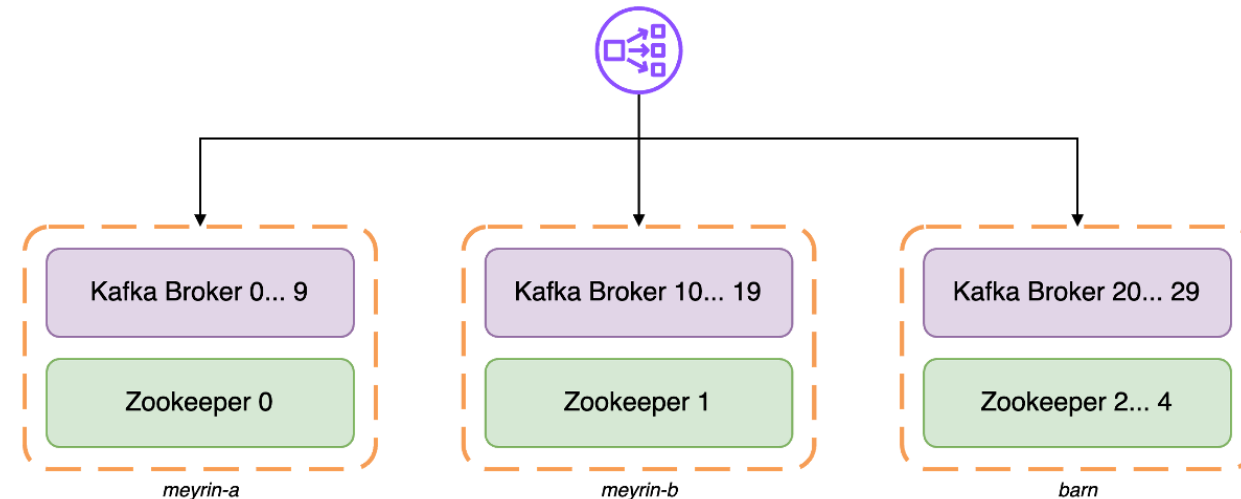 Kafka Broker 0... 9
Kafka Broker 10... 19
Kafka Broker 20... 29
Zookeeper 0
Zookeeper 1
Zookeeper 2... 4
meyrin-a
meyrin-b
barn